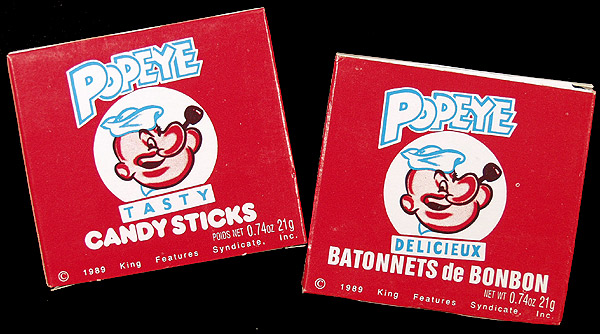 POPEYE
TASTY
CANDY STICKS
POIDS NET 0.74oz 21g
© 1989 King Features Syndicate, Inc.
POPEYE
DELICIEUX
BATONNETS de BONBON
NET WT 0.74oz 21g
© 1989 King Features Syndicate, Inc.